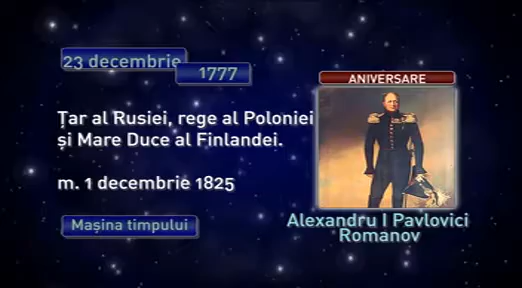 23 decembrie
1777
ANIVERSARE
Țar al Rusiei, rege al Poloniei
și Mare Duce al Finlandei.
m. 1 decembrie 1825
Mașina timpului
Alexandru I Pavlovici
Romanov